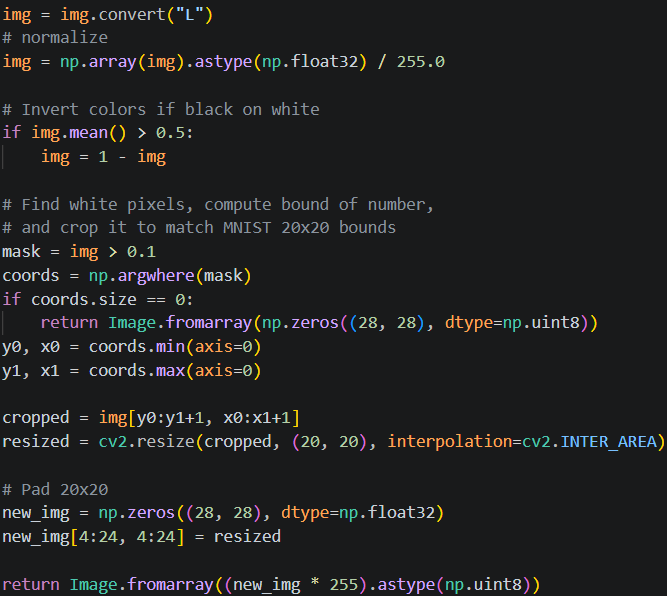 img = img.convert("L")
# normalize
img = np.array(img).astype(np.float32) / 255.0

# Invert colors if black on white
if img.mean() > 0.5:
    img = 1 - img

# Find white pixels, compute bound of number,
# and crop it to match MNIST 20x20 bounds
mask = img > 0.1
coords = np.argwhere(mask)
if coords.size == 0:
    return Image.fromarray(np.zeros((28, 28), dtype=np.uint8))
y0, x0 = coords.min(axis=0)
y1, x1 = coords.max(axis=0)

cropped = img[y0:y1+1, x0:x1+1]
resized = cv2.resize(cropped, (20, 20), interpolation=cv2.INTER_AREA)

# Pad 20x20
new_img = np.zeros((28, 28), dtype=np.float32)
new_img[4:24, 4:24] = resized

return Image.fromarray((new_img * 255).astype(np.uint8))